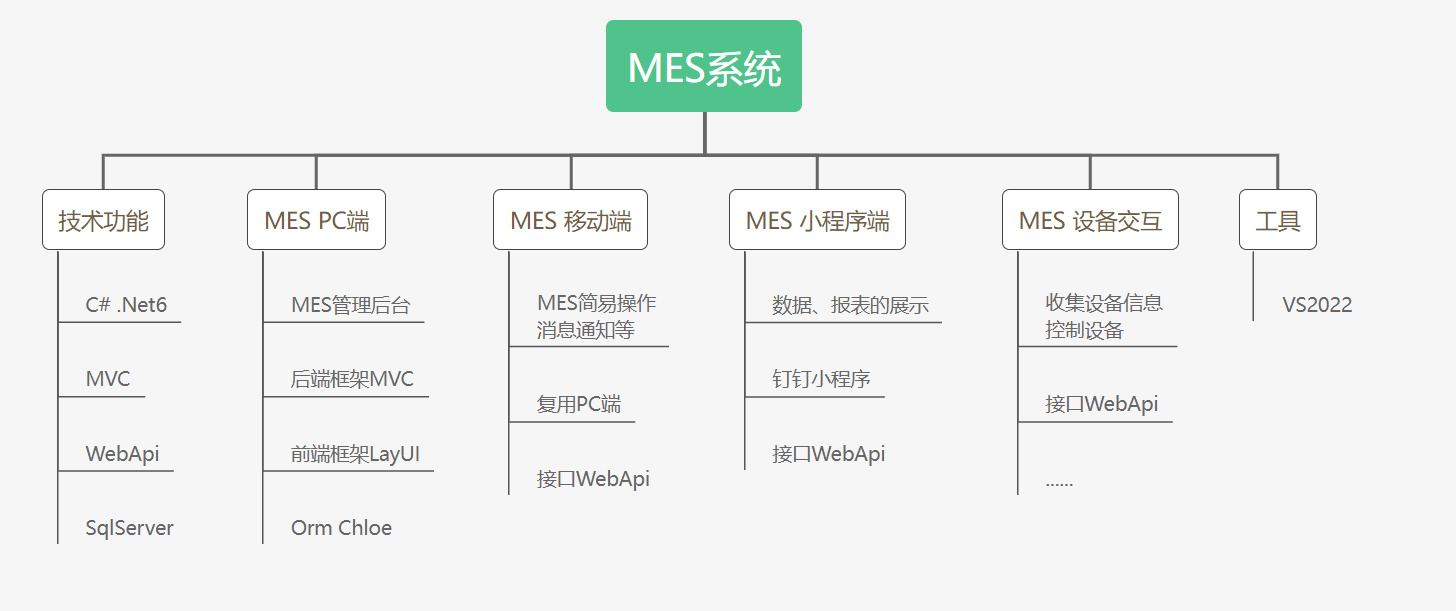 MES系统
技术功能
C# .Net6
MVC
WebApi
SqlServer
MES PC端
MES管理后台
后端框架MVC
前端框架LayUI
Orm Chloe
MES 移动端
MES简易操作
消息通知等
复用PC端
接口WebApi
MES 小程序端
数据、报表的展示
钉钉小程序
接口WebApi
MES 设备交互
收集设备信息
控制设备
接口WebApi
......
工具
VS2022